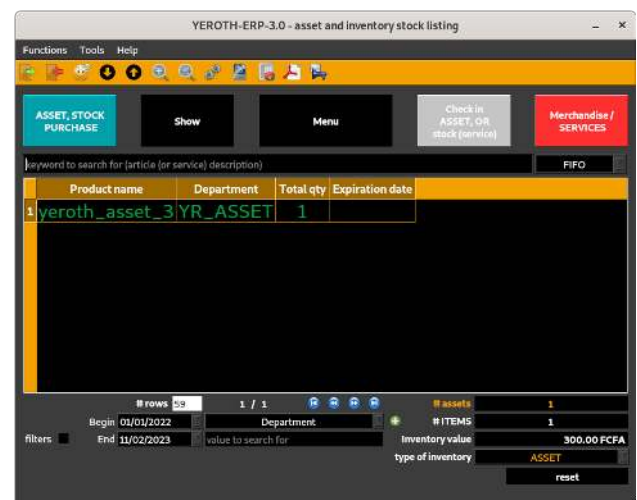 YEROTH-ERP-3.0 - asset and inventory stock listing
Functions Tools Help
ASSET, STOCK
PURCHASE
Show
Menu
Check in
ASSET, OR
stock (service)
Merchandise /
SERVICES
keyword to search for (article (or service) description)
FIFO
Product name Department Total qty Expiration date
1 yeroth_asset_3 YR_ASSET 1
# rows 59 1 / 1 # assets 1
Begin 01/01/2022 Department # ITEMS 1
filters End 11/02/2023 value to search for Inventory value 300.00 FCFA
type of inventory ASSET
reset